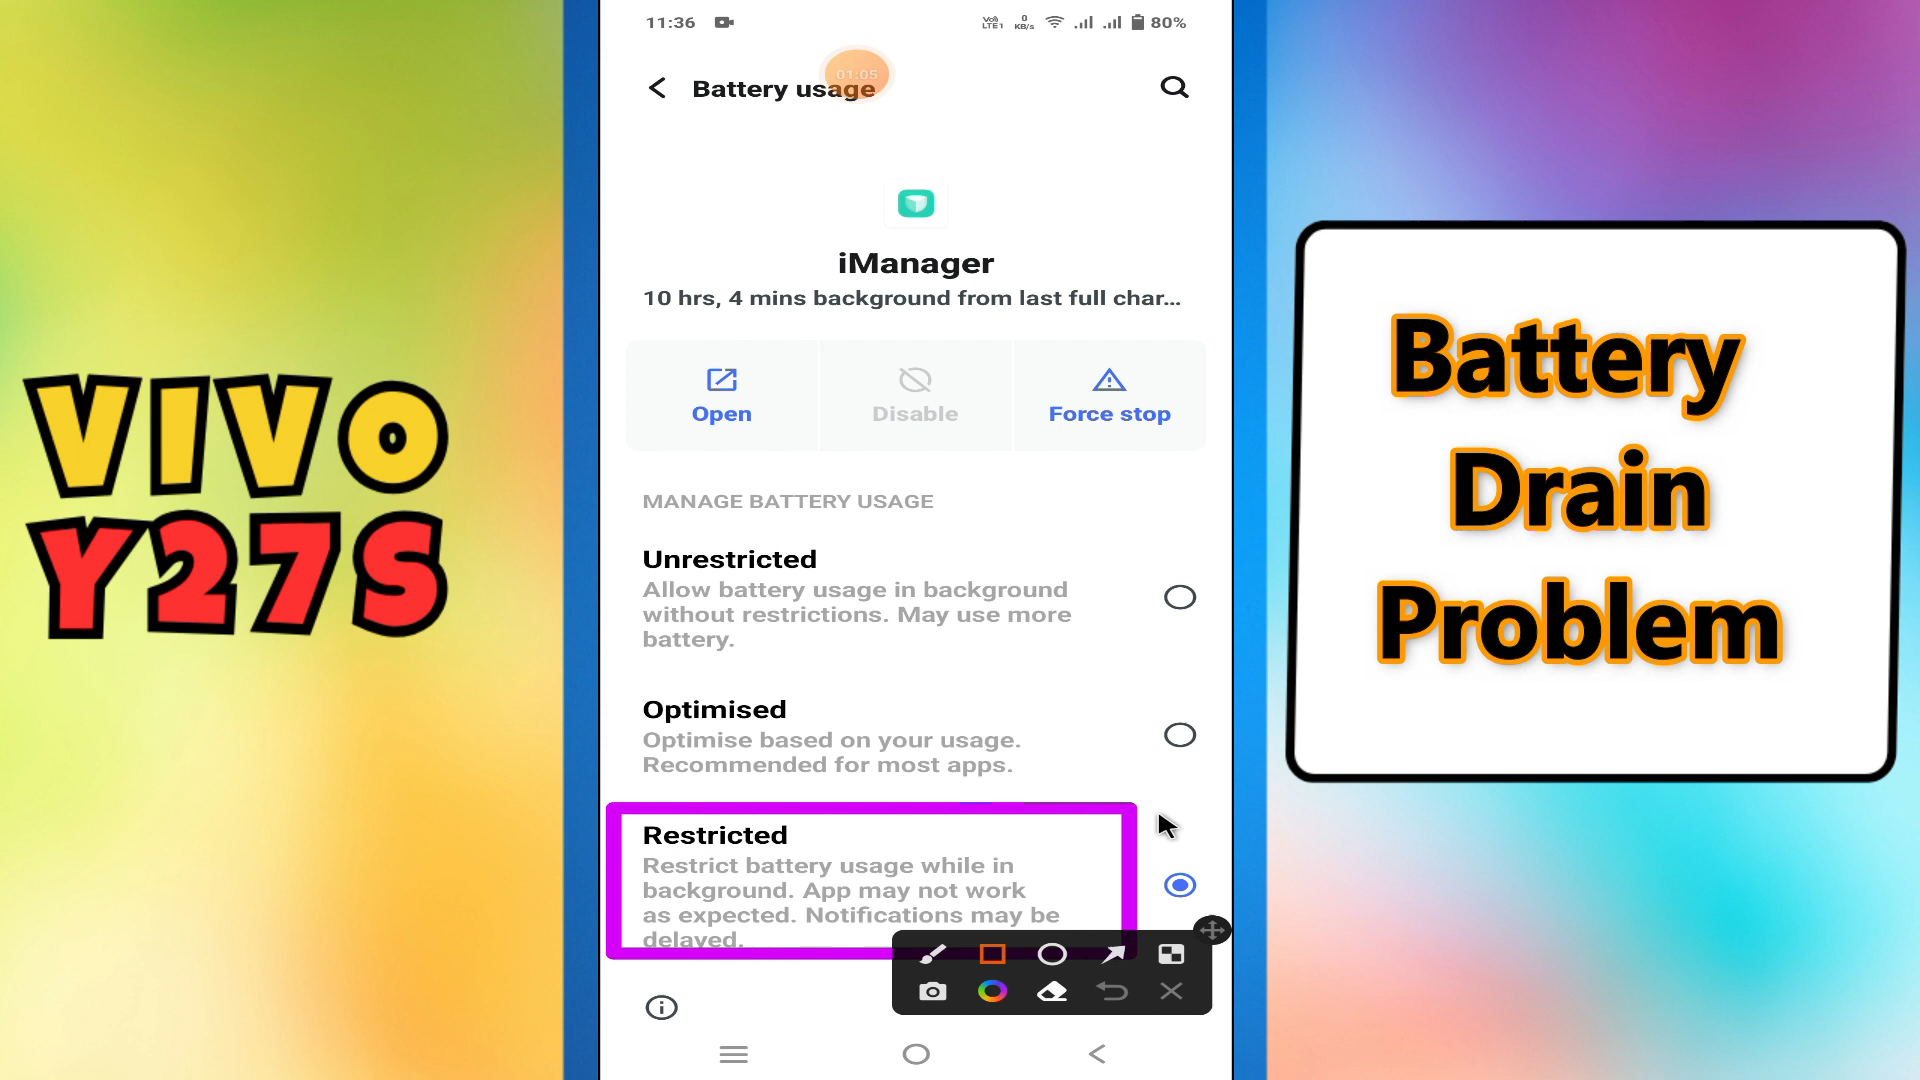 VIVO
Y27S
11:36
VoLTE1 0 KB/s 80%
01:05
Battery usage
iManager
10 hrs, 4 mins background from last full char...
Open
Disable
Force stop
MANAGE BATTERY USAGE
Unrestricted
Allow battery usage in background
without restrictions. May use more
battery.
Optimised
Optimise based on your usage.
Recommended for most apps.
Restricted
Restrict battery usage while in
background. App may not work
as expected. Notifications may be
delayed.
Battery
Drain
Problem